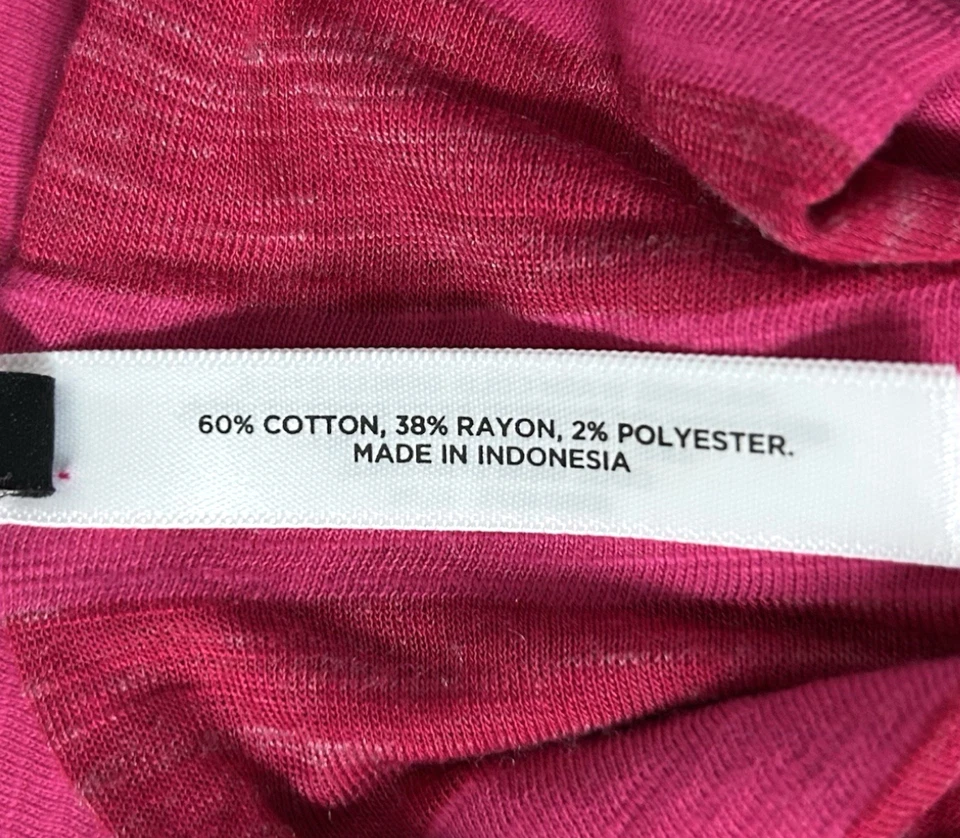 60% COTTON, 38% RAYON, 2% POLYESTER.
MADE IN INDONESIA